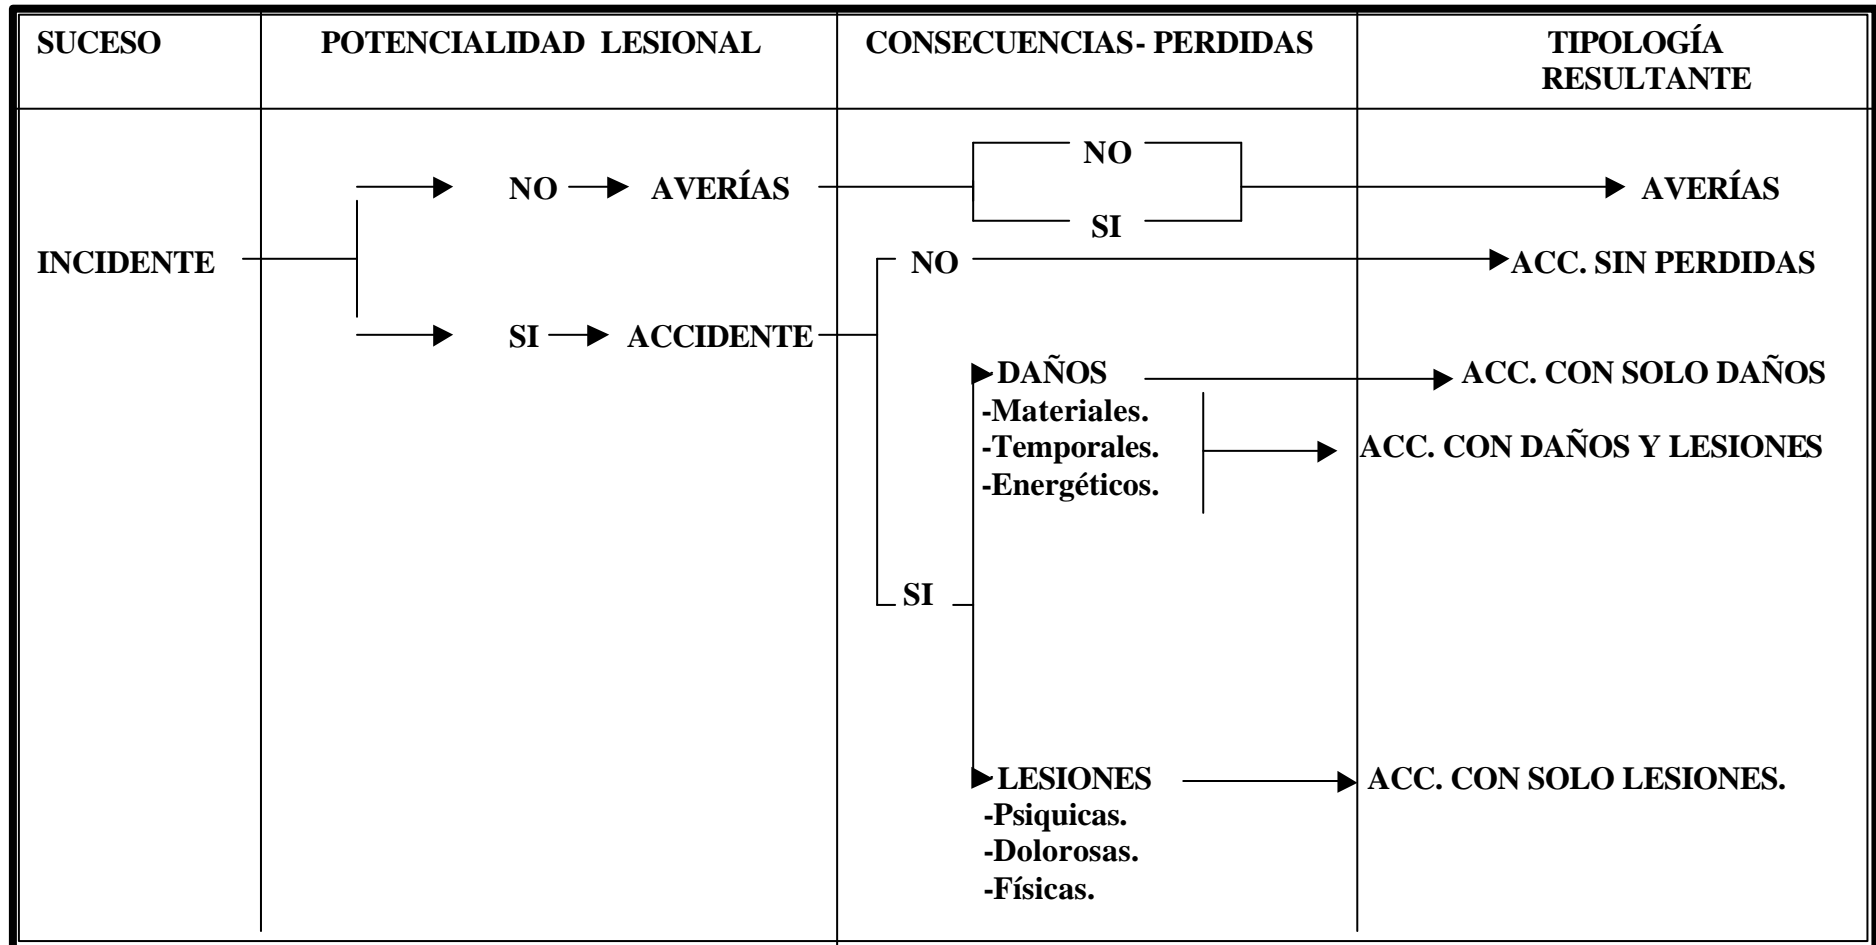 SUCESO
POTENCIALIDAD LESIONAL
CONSECUENCIAS- PERDIDAS
TIPOLOGÍA
RESULTANTE
NO
NO
AVERÍAS
AVERÍAS
SI
INCIDENTE
NO
ACC. SIN PERDIDAS
SI
ACCIDENTE
DAÑOS
ACC. CON SOLO DAÑOS
-Materiales.
-Temporales.
ACC. CON DAÑOS Y LESIONES
-Energéticos.
SI
LESIONES
ACC. CON SOLO LESIONES.
-Psiquicas.
-Dolorosas.
-Físicas.